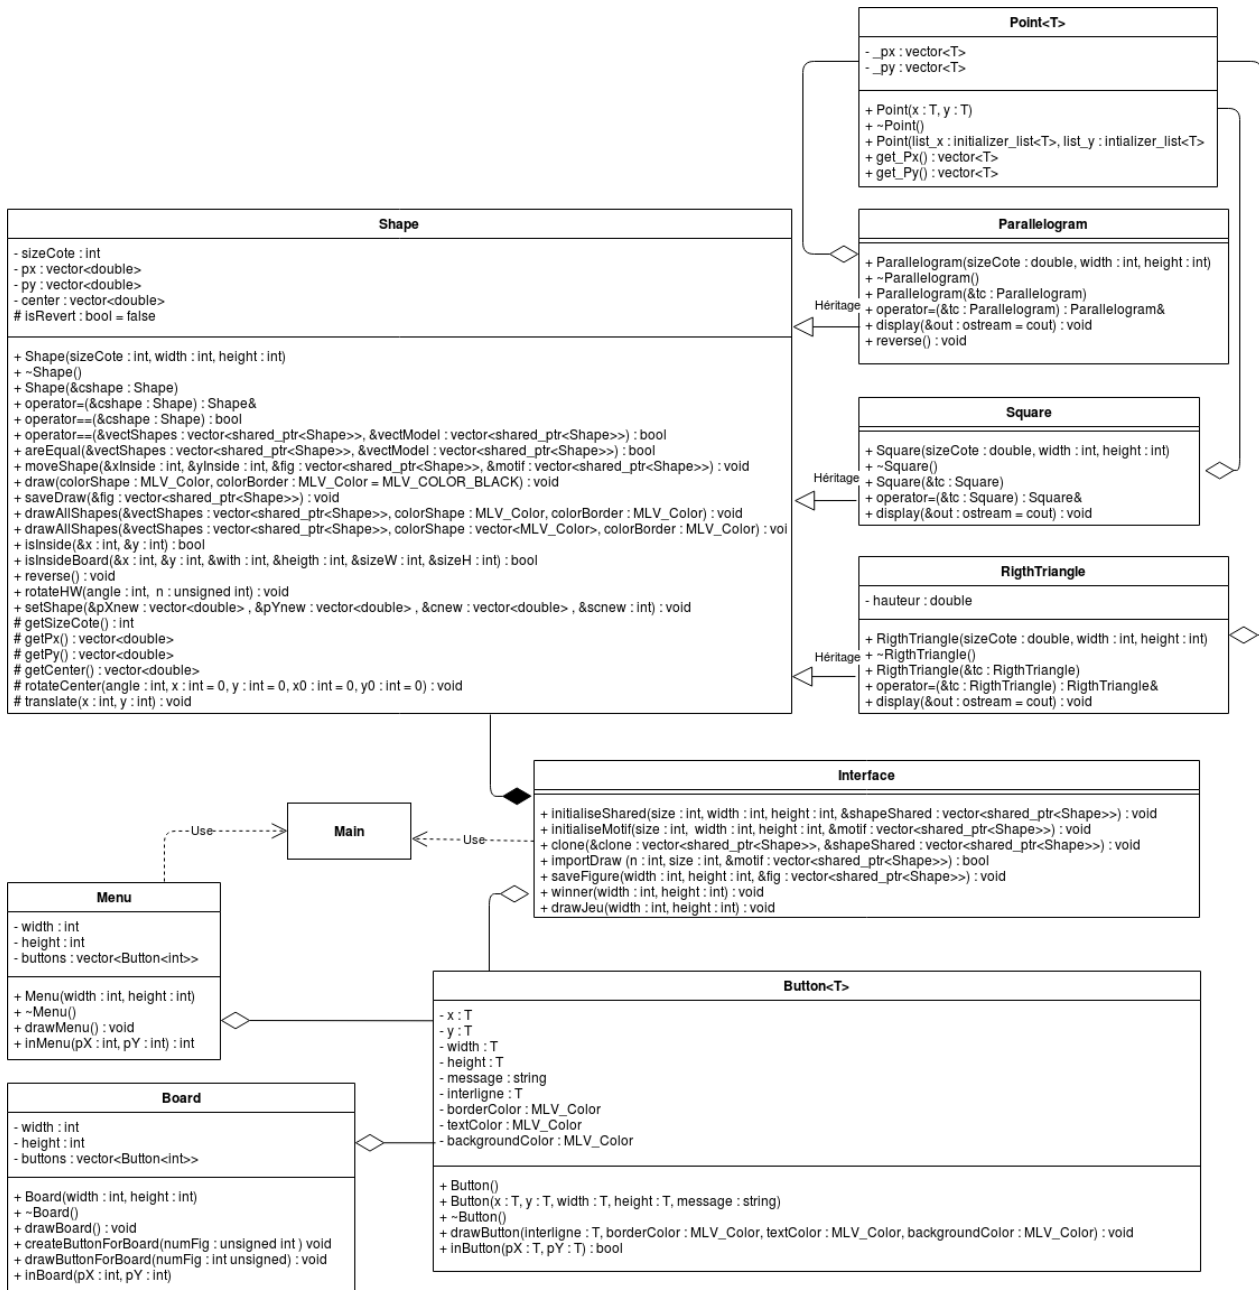 Point<T>
- _px : vector<T>
- _py : vector<T>
+ Point(x : T, y : T)
+ ~Point()
+ Point(list_x : initializer_list<T>, list_y : intializer_list<T>
+ get_Px() : vector<T>
+ get_Py() : vector<T>
Shape
- sizeCote : int
- px : vector<double>
- py : vector<double>
- center : vector<double>
# isRevert : bool = false
+ Shape(sizeCote : int, width : int, height : int)
+ ~Shape()
+ Shape(&cshape : Shape)
+ operator=(&cshape : Shape) : Shape&
+ operator==(&cshape : Shape) : bool
+ operator==(&vectShapes : vector<shared_ptr<Shape>>, &vectModel : vector<shared_ptr<Shape>>) : bool
+ areEqual(&vectShapes : vector<shared_ptr<Shape>>, &vectModel : vector<shared_ptr<Shape>>) : bool
+ moveShape(&xInside : int, &yInside : int, &fig : vector<shared_ptr<Shape>>, &motif : vector<shared_ptr<Shape>>) : void
+ draw(colorShape : MLV_Color, colorBorder : MLV_Color = MLV_COLOR_BLACK) : void
+ saveDraw(&fig : vector<shared_ptr<Shape>>) : void
+ drawAllShapes(&vectShapes : vector<shared_ptr<Shape>>, colorShape : MLV_Color, colorBorder : MLV_Color) : void
+ drawAllShapes(&vectShapes : vector<shared_ptr<Shape>>, colorShape : vector<MLV_Color>, colorBorder : MLV_Color) : voi
+ isInside(&x : int, &y : int) : bool
+ isInsideBoard(&x : int, &y : int, &with : int, &heigth : int, &sizeW : int, &sizeH : int) : bool
+ reverse() : void
+ rotateHW(angle : int, n : unsigned int) : void
+ setShape(&pXnew : vector<double> , &pYnew : vector<double> , &cnew : vector<double> , &scnew : int) : void
# getSizeCote() : int
# getPx() : vector<double>
# getPy() : vector<double>
# getCenter() : vector<double>
# rotateCenter(angle : int, x : int = 0, y : int = 0, x0 : int = 0, y0 : int = 0) : void
# translate(x : int, y : int) : void
Parallelogram
+ Parallelogram(sizeCote : double, width : int, height : int)
+ ~Parallelogram()
+ Parallelogram(&tc : Parallelogram)
+ operator=(&tc : Parallelogram) : Parallelogram&
+ display(&out : ostream = cout) : void
+ reverse() : void
Héritage
Square
+ Square(sizeCote : double, width : int, height : int)
+ ~Square()
+ Square(&tc : Square)
+ operator=(&tc : Square) : Square&
+ display(&out : ostream = cout) : void
Héritage
RigthTriangle
- hauteur : double
+ RigthTriangle(sizeCote : double, width : int, height : int)
+ ~RigthTriangle()
+ RigthTriangle(&tc : RigthTriangle)
+ operator=(&tc : RigthTriangle) : RigthTriangle&
+ display(&out : ostream = cout) : void
Héritage
Interface
+ initialiseShared(size : int, width : int, height : int, &shapeShared : vector<shared_ptr<Shape>>) : void
+ initialiseMotif(size : int, width : int, height : int, &motif : vector<shared_ptr<Shape>>) : void
+ clone(&clone : vector<shared_ptr<Shape>>, &shapeShared : vector<shared_ptr<Shape>>) : void
+ importDraw (n : int, size : int, &motif : vector<shared_ptr<Shape>>) : bool
+ saveFigure(width : int, height : int, &fig : vector<shared_ptr<Shape>>) : void
+ winner(width : int, height : int) : void
+ drawJeu(width : int, height : int) : void
Main
Use
Use
Menu
- width : int
- height : int
- buttons : vector<Button<int>>
+ Menu(width : int, height : int)
+ ~Menu()
+ drawMenu() : void
+ inMenu(pX : int, pY : int) : int
Button<T>
- x : T
- y : T
- width : T
- height : T
- message : string
- interligne : T
- borderColor : MLV_Color
- textColor : MLV_Color
- backgroundColor : MLV_Color
+ Button()
+ Button(x : T, y : T, width : T, height : T, message : string)
+ ~Button()
+ drawButton(interligne : T, borderColor : MLV_Color, textColor : MLV_Color, backgroundColor : MLV_Color) : void
+ inButton(pX : T, pY : T) : bool
Board
- width : int
- height : int
- buttons : vector<Button<int>>
+ Board(width : int, height : int)
+ ~Board()
+ drawBoard() : void
+ createButtonForBoard(numFig : unsigned int ) void
+ drawButtonForBoard(numFig : int unsigned) : void
+ inBoard(pX : int, pY : int)